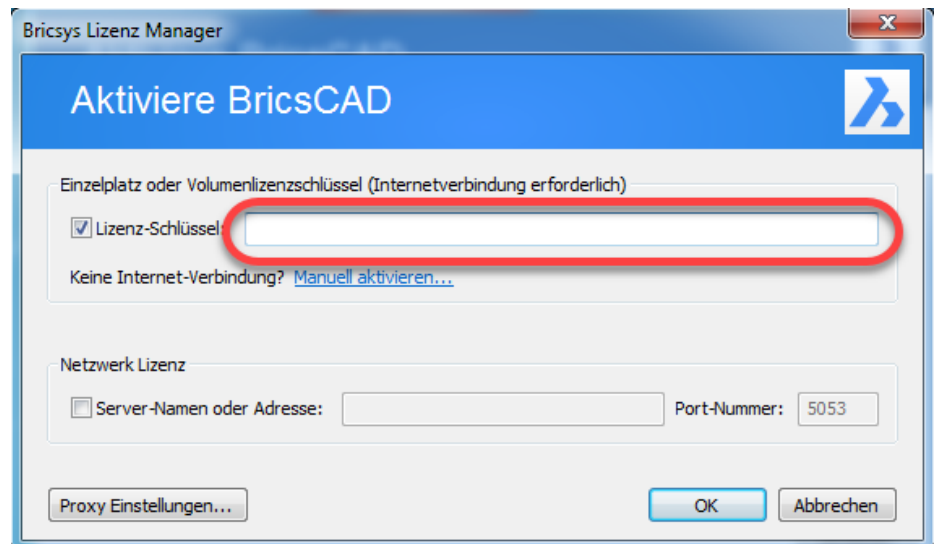 Bricsys Lizenz Manager
Aktiviere BricsCAD
Einzelplatz oder Volumenlizenzschlüssel (Internetverbindung erforderlich)
Lizenz-Schlüssel:
Keine Internet-Verbindung? Manuell aktivieren...
Netzwerk Lizenz
Server-Namen oder Adresse: Port-Nummer: 5053
Proxy Einstellungen... OK Abbrechen